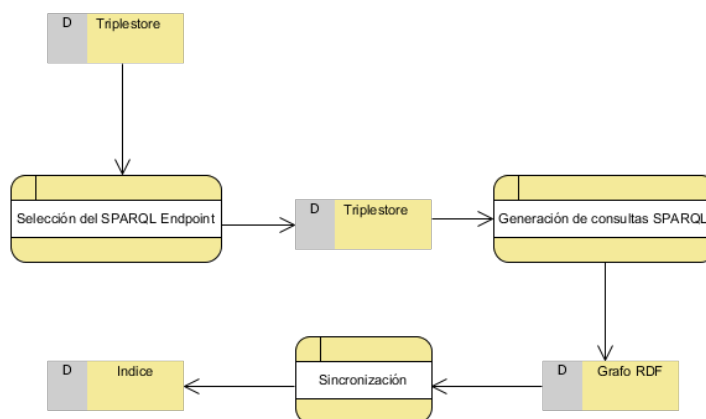 D Triplestore
Selección del SPARQL Endpoint
D Triplestore
Generación de consultas SPARQL
D Indice
Sincronización
D Grafo RDF